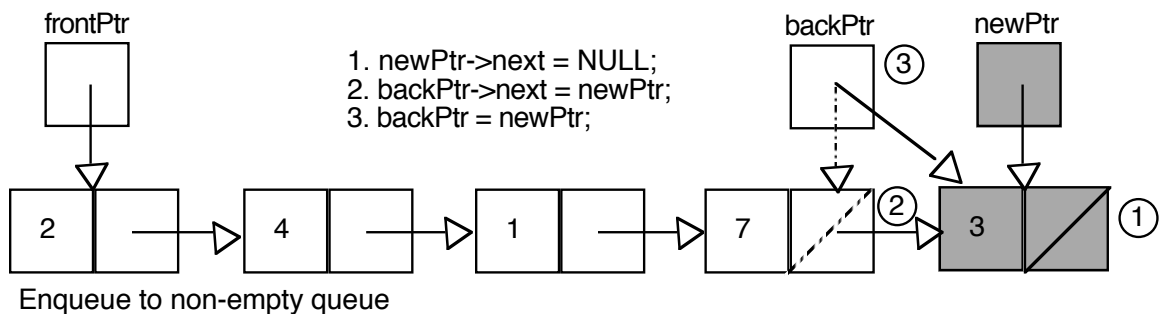 frontPtr
backPtr
newPtr
1. newPtr->next = NULL;
2. backPtr->next = newPtr;
3. backPtr = newPtr;
3
2
4
1
7
2
3
1
Enqueue to non-empty queue